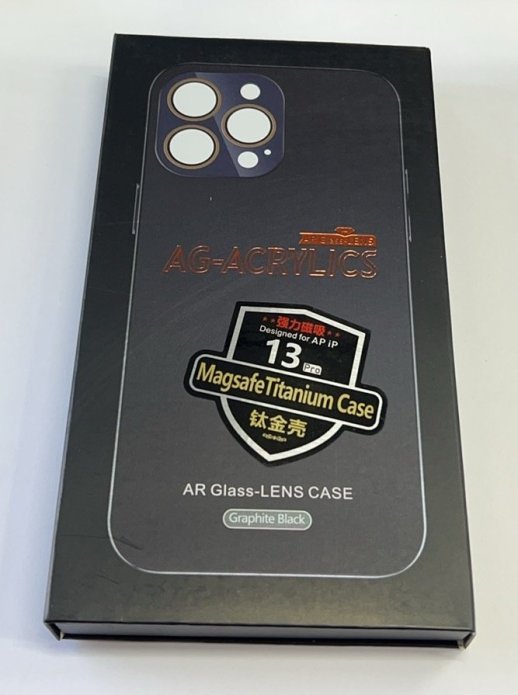 AG-ACRYLICS
强力磁吸
Designed for AP iP
13 Pro
MagsafeTitanium Case
钛金壳
AR Glass-LENS CASE
Graphite Black